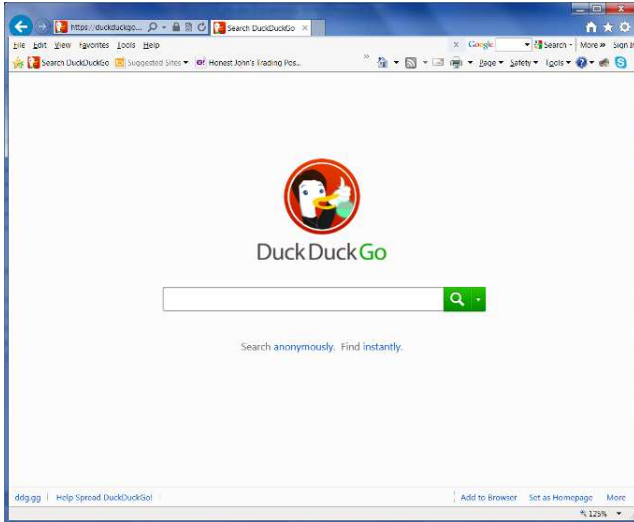 https://duckduckgo... Search DuckDuckGo
File Edit View Favorites Tools Help
x Google Search More » Sign In
Search DuckDuckGo Suggested Sites Honest John's Trading Pos...
» Page Safety Tools
DuckDuckGo
Search anonymously. Find instantly.
ddg.gg Help Spread DuckDuckGo!
Add to Browser Set as Homepage More
125%